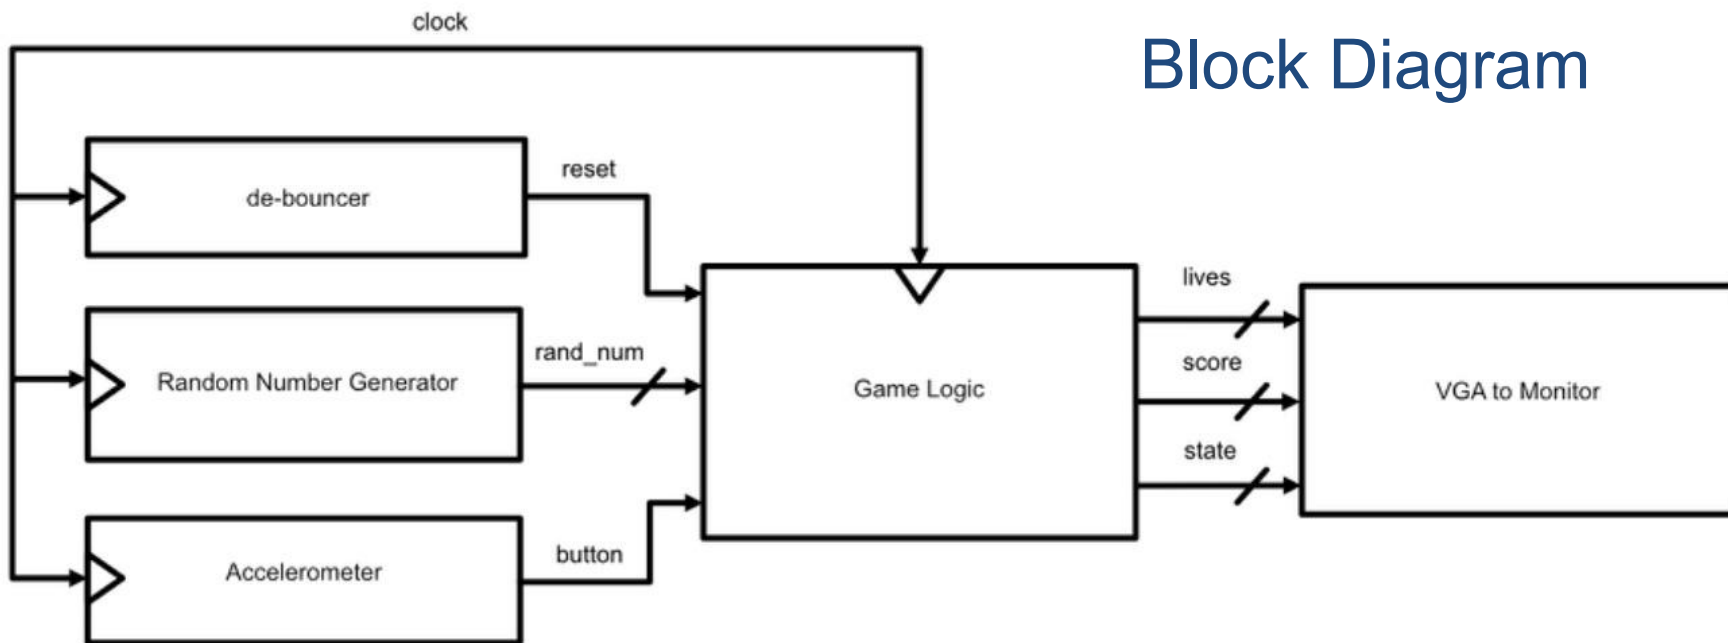 clock
Block Diagram
de-bouncer
reset
Random Number Generator
rand_num
Accelerometer
button
Game Logic
lives
score
state
VGA to Monitor